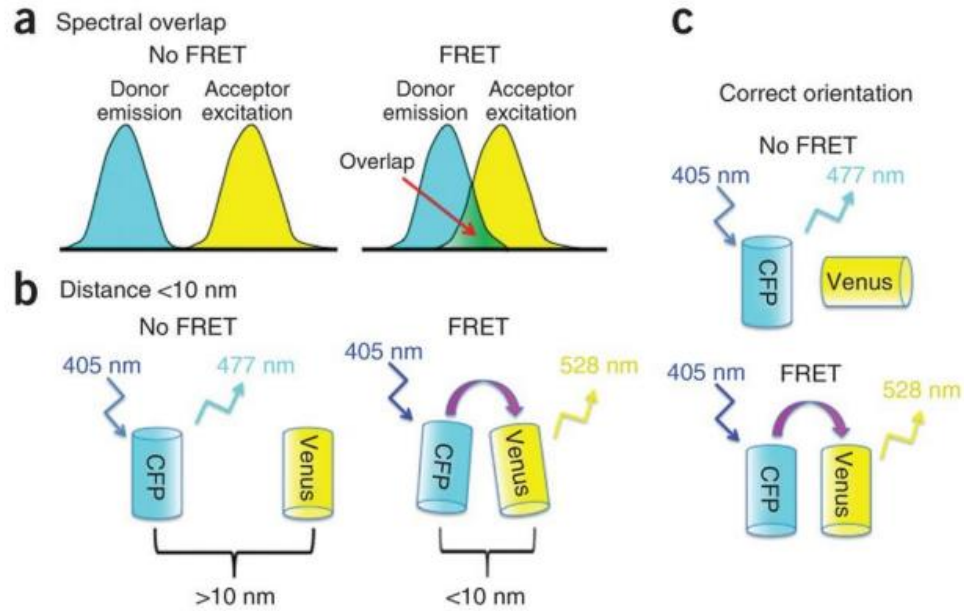 a Spectral overlap
No FRET
Donor emission
Acceptor excitation
FRET
Donor emission
Acceptor excitation
Overlap
b Distance <10 nm
No FRET
405 nm
477 nm
CFP
Venus
>10 nm
FRET
405 nm
528 nm
CFP
Venus
<10 nm
c
Correct orientation
No FRET
405 nm
477 nm
CFP
Venus
FRET
405 nm
528 nm
CFP
Venus